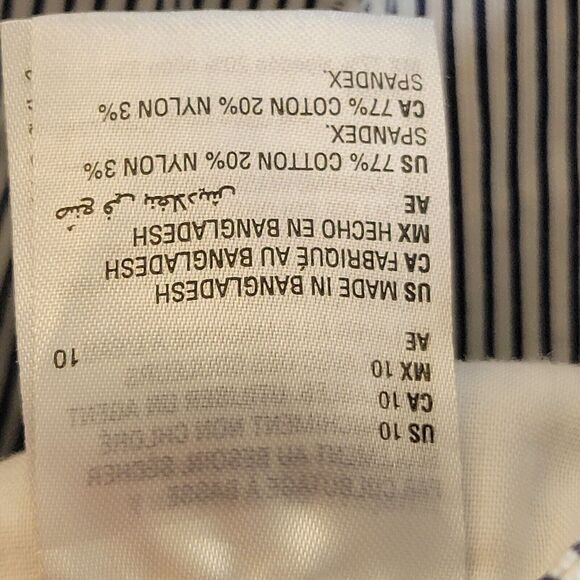 US 10
CA 10
MX 10
AE 10
US MADE IN BANGLADESH
CA FABRIQUÉ AU BANGLADESH
MX HECHO EN BANGLADESH
AE صنع في بنغلاديش
US 77% COTTON 20% NYLON 3%
SPANDEX.
CA 77% COTON 20% NYLON 3%
SPANDEX.